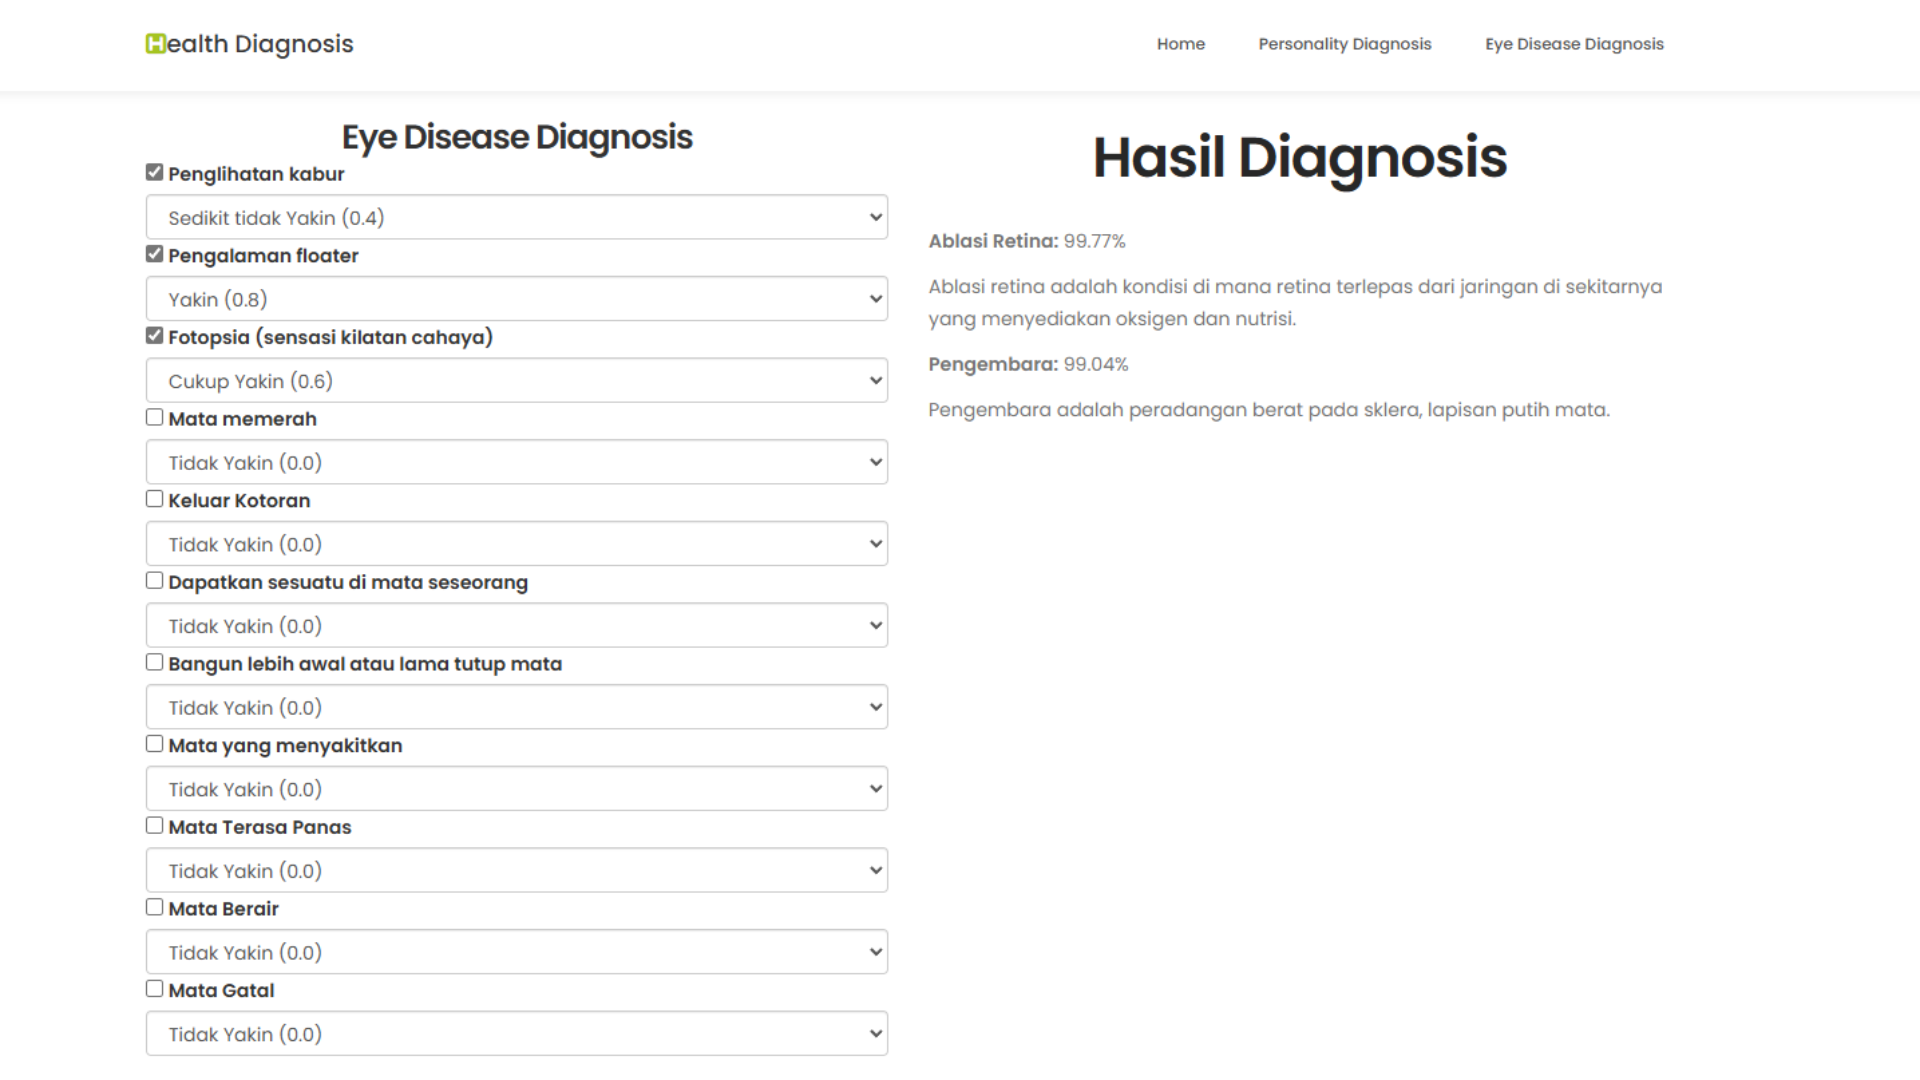 Health Diagnosis
Home
Personality Diagnosis
Eye Disease Diagnosis
Eye Disease Diagnosis
Penglihatan kabur
Sedikit tidak Yakin (0.4)
Pengalaman floater
Yakin (0.8)
Fotopsia (sensasi kilatan cahaya)
Cukup Yakin (0.6)
Mata memerah
Tidak Yakin (0.0)
Keluar Kotoran
Tidak Yakin (0.0)
Dapatkan sesuatu di mata seseorang
Tidak Yakin (0.0)
Bangun lebih awal atau lama tutup mata
Tidak Yakin (0.0)
Mata yang menyakitkan
Tidak Yakin (0.0)
Mata Terasa Panas
Tidak Yakin (0.0)
Mata Berair
Tidak Yakin (0.0)
Mata Gatal
Tidak Yakin (0.0)
Hasil Diagnosis
Ablasi Retina: 99.77%
Ablasi retina adalah kondisi di mana retina terlepas dari jaringan di sekitarnya
yang menyediakan oksigen dan nutrisi.
Pengembara: 99.04%
Pengembara adalah peradangan berat pada sklera, lapisan putih mata.